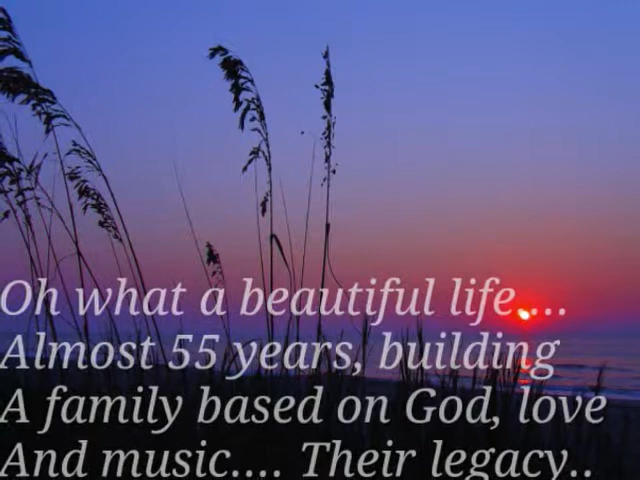 Oh what a beautiful life....
Almost 55 years, building
A family based on God, love
And music.... Their legacy..